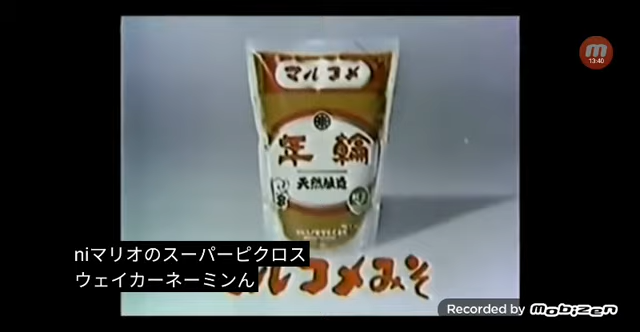 マルコメ
年輪
天然醸造
niマリオのスーパーピクロス
ウェイカーネーミンん
ルコメみそ
13:40
Recorded by MOBIZEN